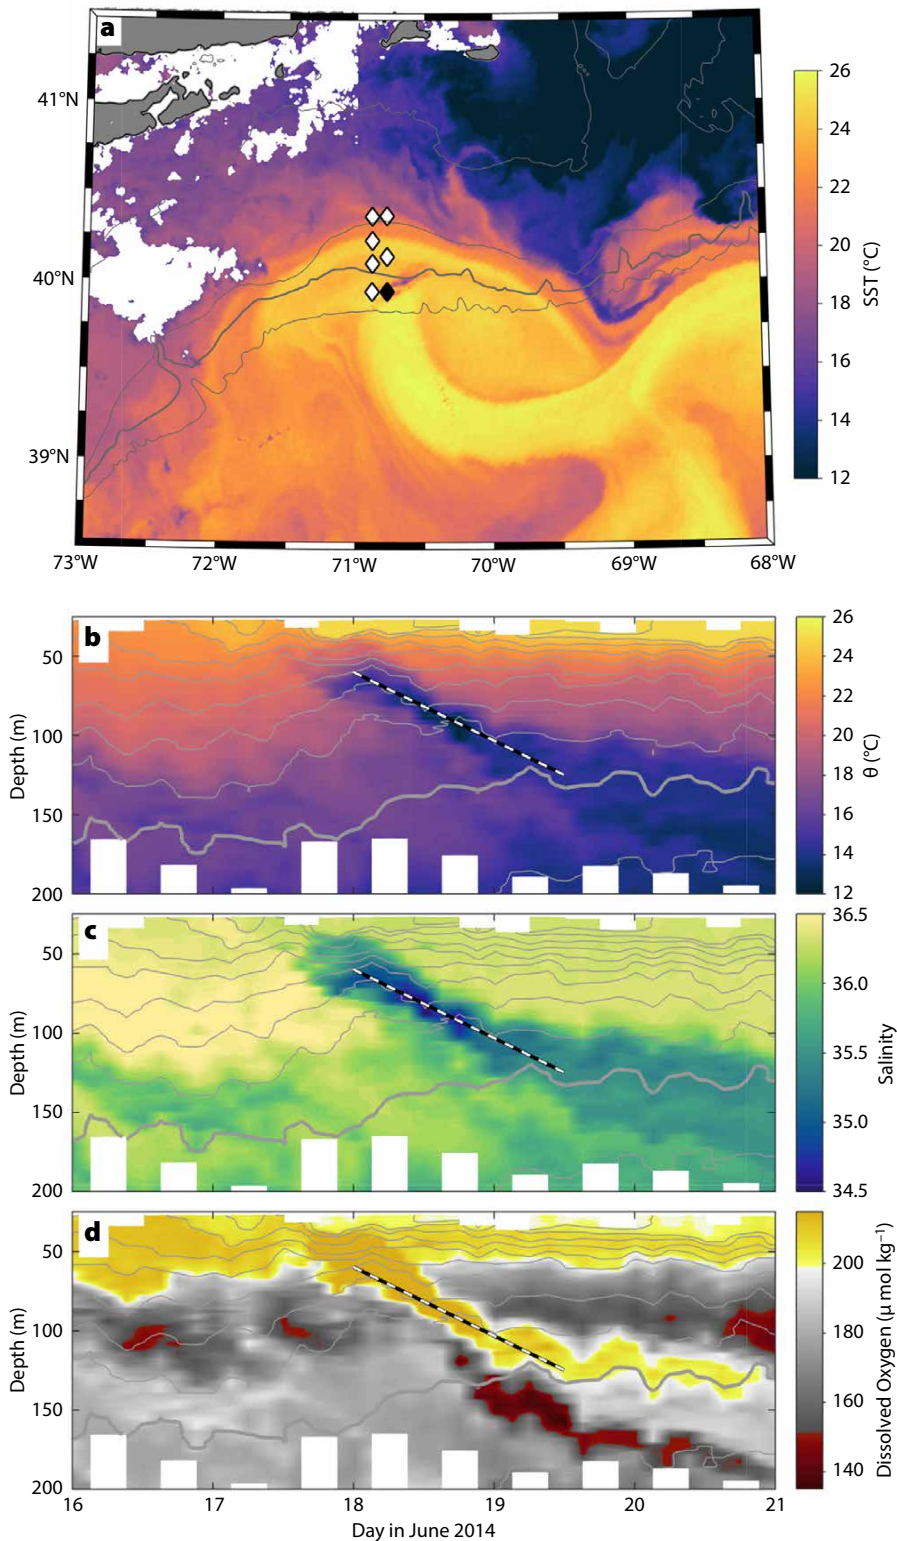 a
41°N
40°N
39°N
73°W 72°W 71°W 70°W 69°W 68°W
26
24
22
20
18
16
14
12
SST (°C)
b
50
100
150
200
Depth (m)
26
24
22
20
18
16
14
12
θ (°C)
c
50
100
150
200
Depth (m)
36.5
36.0
35.5
35.0
34.5
Salinity
d
50
100
150
200
Depth (m)
200
180
160
140
Dissolved Oxygen (μ mol kg⁻¹)
16 17 18 19 20 21
Day in June 2014